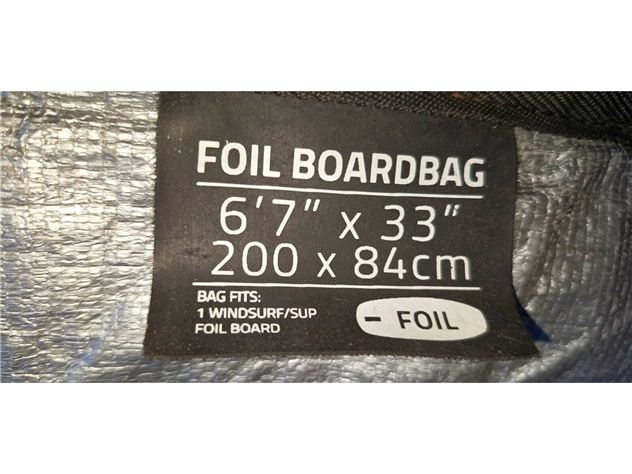 FOIL BOARDBAG
6'7" x 33"
200 x 84cm
BAG FITS:
1 WINDSURF/SUP
FOIL BOARD
– FOIL